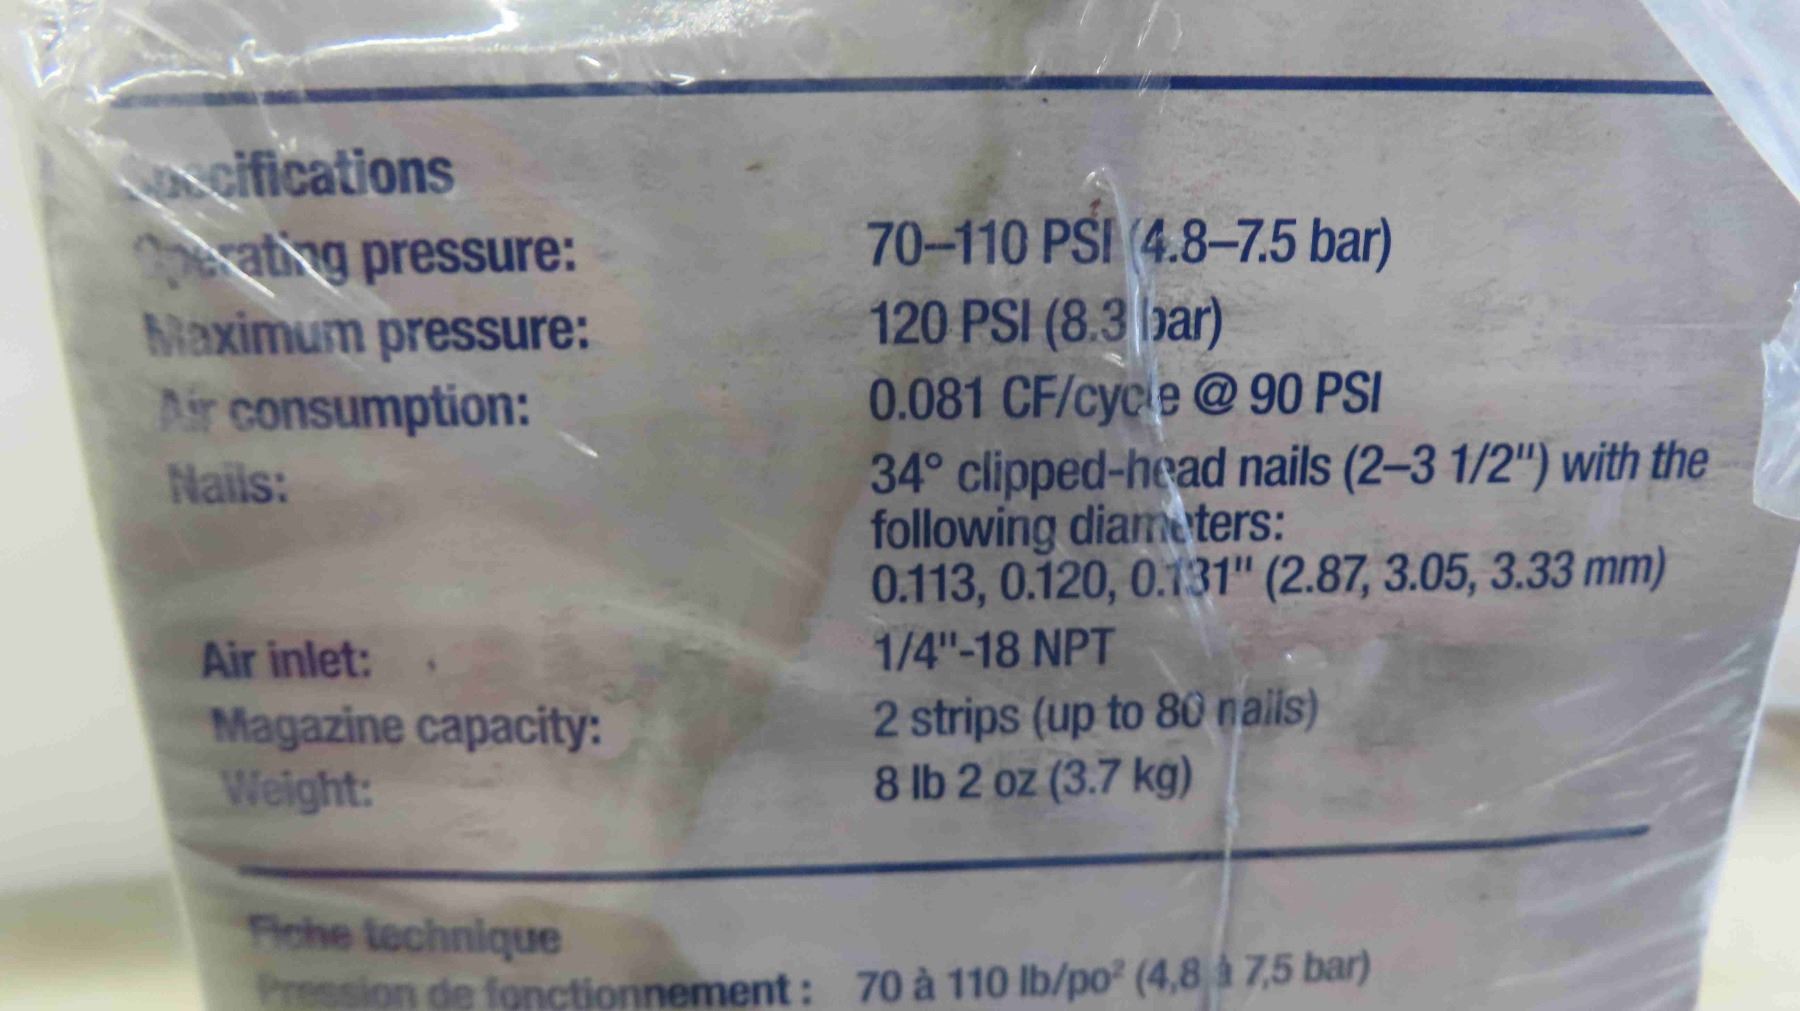 Specifications
Operating pressure: 70–110 PSI (4.8–7.5 bar)
Maximum pressure: 120 PSI (8.3 bar)
Air consumption: 0.081 CF/cycle @ 90 PSI
Nails: 34° clipped-head nails (2–3 1/2") with the
following diameters:
0.113, 0.120, 0.131" (2.87, 3.05, 3.33 mm)
Air inlet: 1/4"-18 NPT
Magazine capacity: 2 strips (up to 80 nails)
Weight: 8 lb 2 oz (3.7 kg)
Fiche technique
Pression de fonctionnement : 70 à 110 lb/po² (4,8 à 7,5 bar)